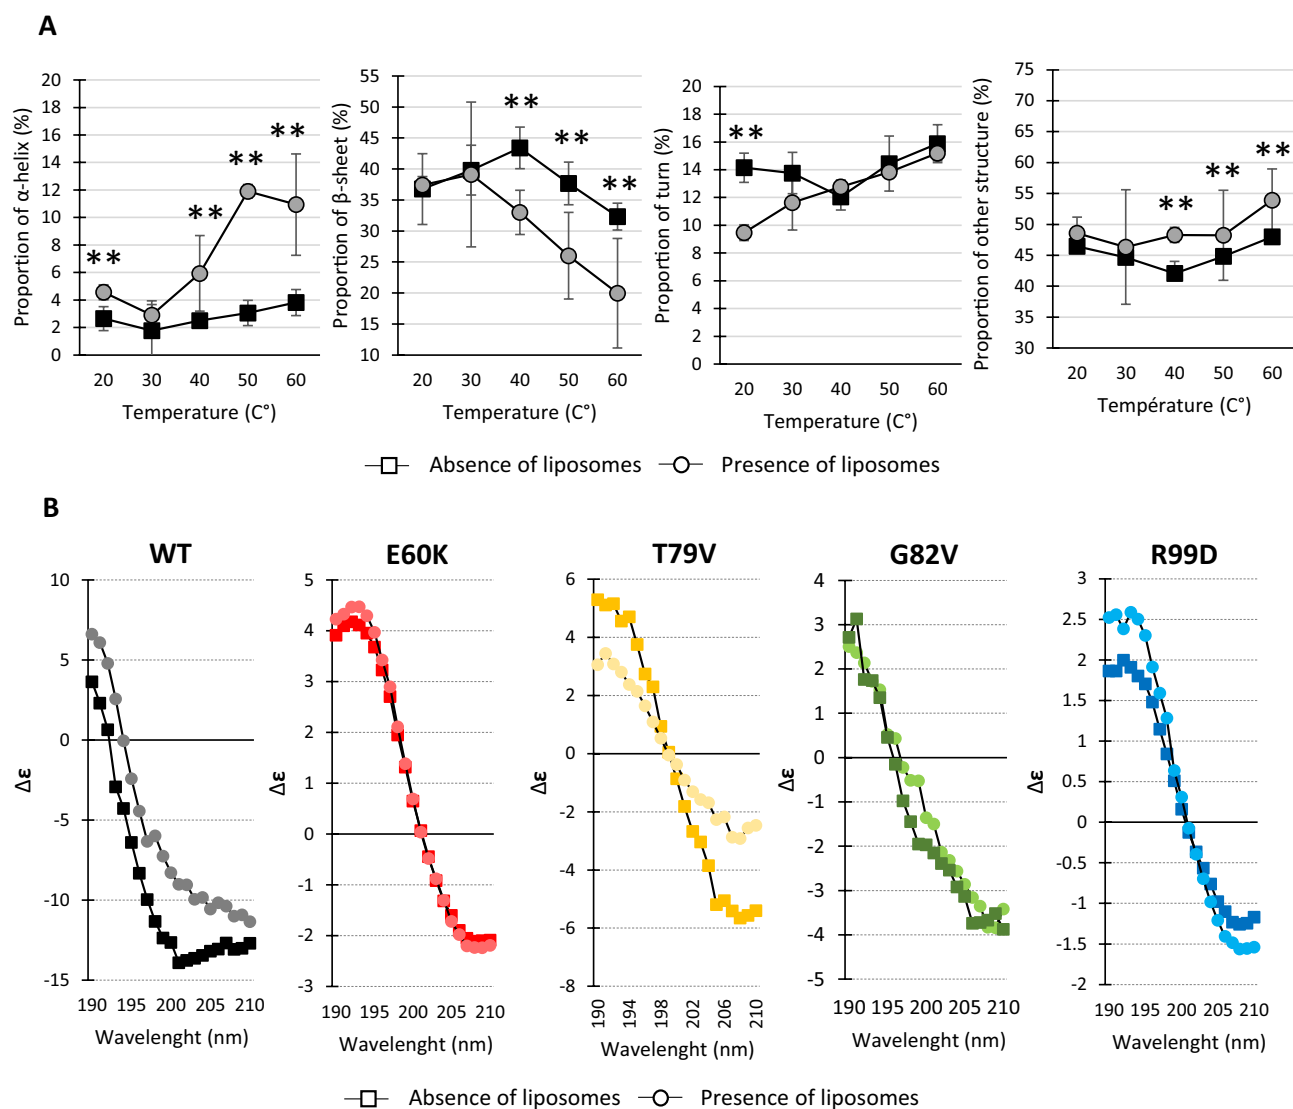 A
Proportion of α-helix (%)
20
18
16
14
12
10
8
6
4
2
0
**
**
**
**
20 30 40 50 60
Temperature (C°)
Proportion of β-sheet (%)
55
50
45
40
35
30
25
20
15
10
**
**
**
20 30 40 50 60
Temperature (C°)
Proportion of turn (%)
20
18
16
14
12
10
8
6
4
2
0
**
20 30 40 50 60
Temperature (C°)
Proportion of other structure (%)
75
70
65
60
55
50
45
40
35
30
**
**
**
20 30 40 50 60
Température (C°)
Absence of liposomes Presence of liposomes
B
WT
Δε
10
5
0
-5
-10
-15
190 195 200 205 210
Wavelenght (nm)
E60K
Δε
5
4
3
2
1
0
-1
-2
-3
190 195 200 205 210
Wavelenght (nm)
T79V
Δε
6
4
2
0
-2
-4
-6
-8
190 194 198 202 206 210
Wavelenght (nm)
G82V
Δε
4
3
2
1
0
-1
-2
-3
-4
-5
190 195 200 205 210
Wavelenght (nm)
R99D
Δε
3
2.5
2
1.5
1
0.5
0
-0.5
-1
-1.5
-2
190 195 200 205 210
Wavelenght (nm)
Absence of liposomes Presence of liposomes